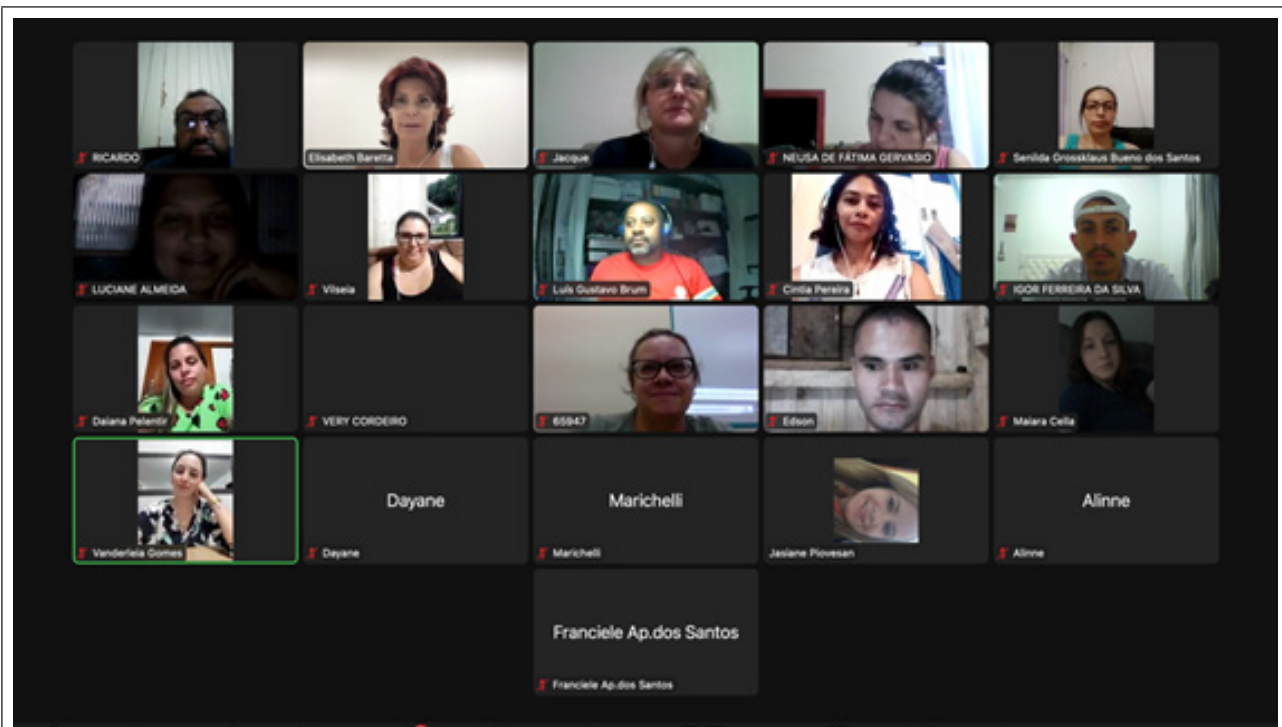 RICARDO
Elisabeth Baretta
Jacque
NEUSA DE FÁTIMA GERVASIO
Senilda Grossklaus Bueno dos Santos
LUCIANE ALMEIDA
Vilseia
Luis Gustavo Brum
Cintia Pereira
IGOR FERREIRA DA SILVA
Daiana Pelentir
VERY CORDEIRO
65947
Edson
Maiara Cella
Vanderleia Gomes
Dayane
Dayane
Marichelli
Marichelli
Jasiane Piovesan
Alinne
Alinne
Franciele Ap.dos Santos
Franciele Ap.dos Santos